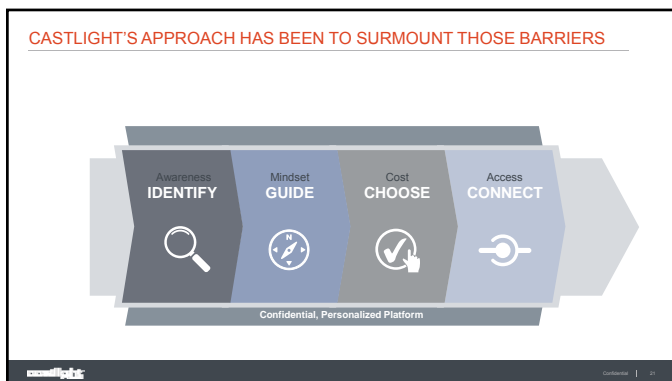 CASTLIGHT'S APPROACH HAS BEEN TO SURMOUNT THOSE BARRIERS
Awareness
IDENTIFY
Mindset
GUIDE
Cost
CHOOSE
Access
CONNECT
N
Confidential, Personalized Platform
Confidential | 21